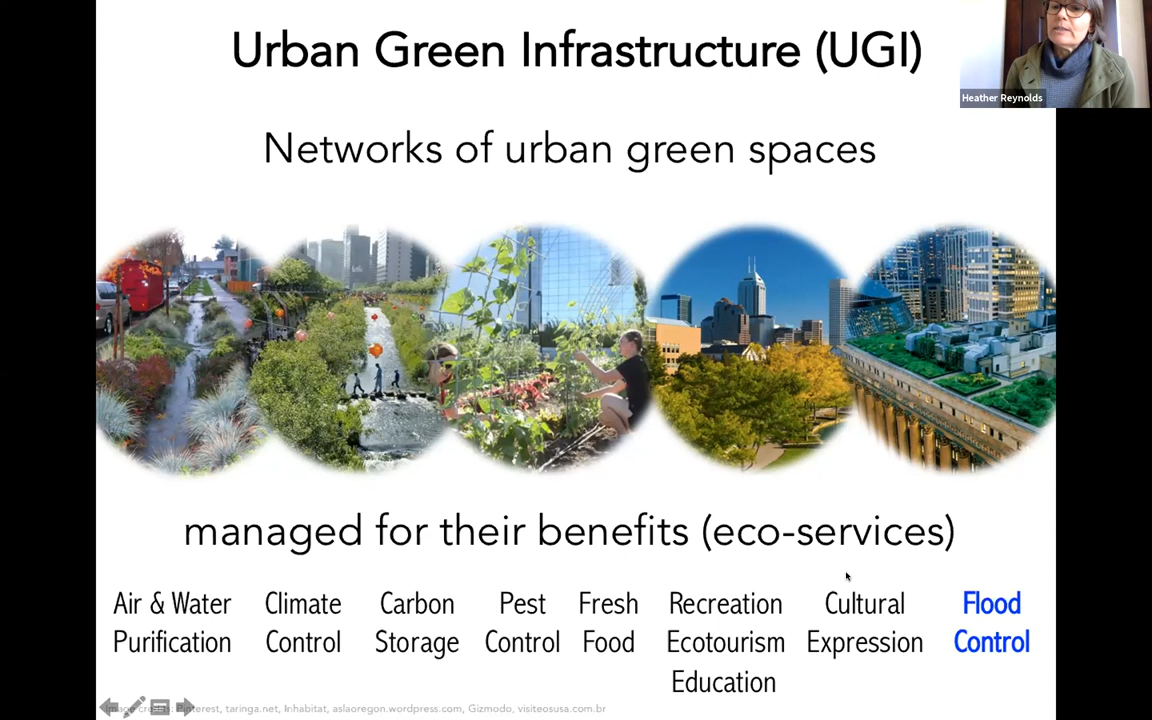 Urban Green Infrastructure (UGI)
Heather Reynolds
Networks of urban green spaces
managed for their benefits (eco-services)
Air & Water Purification
Climate Control
Carbon Storage
Pest Control
Fresh Food
Recreation Ecotourism Education
Cultural Expression
Flood Control
Image credits: Pinterest, taringa.net, Inhabitat, aslaoregon.wordpress.com, Gizmodo, visiteosusa.com.br